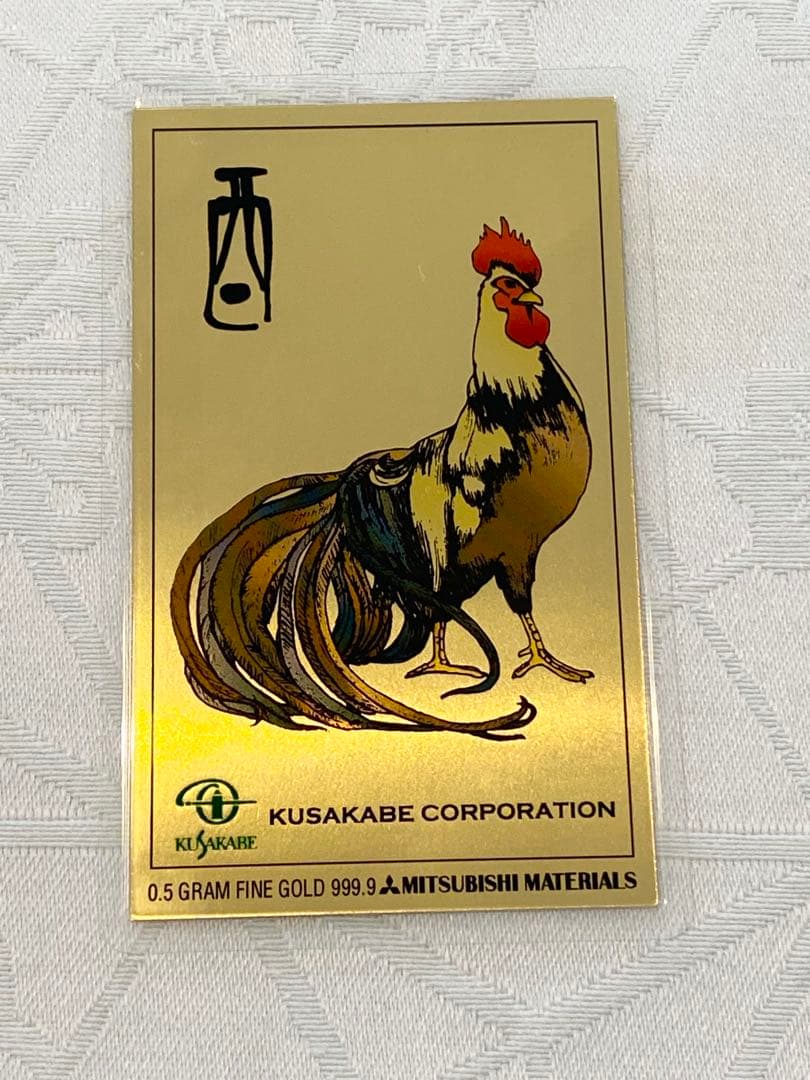 酉
KUSAKABE
KUSAKABE CORPORATION
0.5 GRAM FINE GOLD 999.9 MITSUBISHI MATERIALS